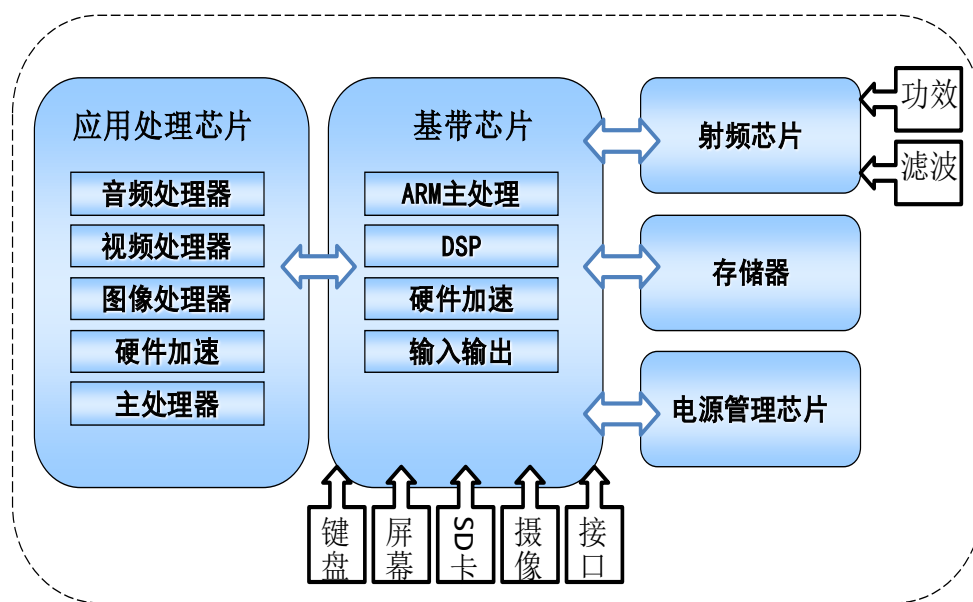 应用处理芯片
音频处理器
视频处理器
图像处理器
硬件加速
主处理器
基带芯片
ARM主处理
DSP
硬件加速
输入输出
射频芯片
功效
滤波
存储器
电源管理芯片
键盘
屏幕
SD卡
摄像
接口